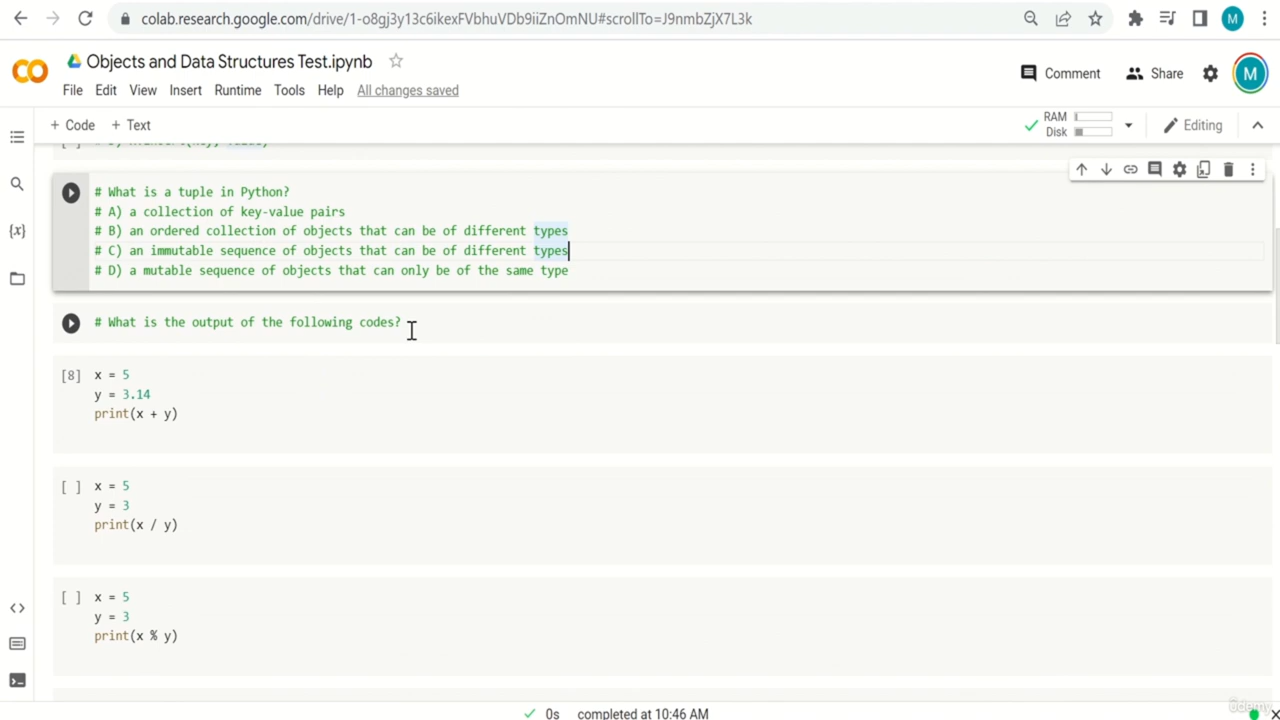 colab.research.google.com/drive/1-o8gj3y13c6ikexFVbhuVDb9iiZnOmNU#scrollTo=J9nmbZjX7L3k
M
Objects and Data Structures Test.ipynb
File Edit View Insert Runtime Tools Help All changes saved
Comment Share M
+ Code + Text
RAM
Disk
Editing
# What is a tuple in Python?
# A) a collection of key-value pairs
# B) an ordered collection of objects that can be of different types
# C) an immutable sequence of objects that can be of different types
# D) a mutable sequence of objects that can only be of the same type
# What is the output of the following codes?
[8] x = 5
y = 3.14
print(x + y)
[ ] x = 5
y = 3
print(x / y)
[ ] x = 5
y = 3
print(x % y)
0s completed at 10:46 AM
ûdemy